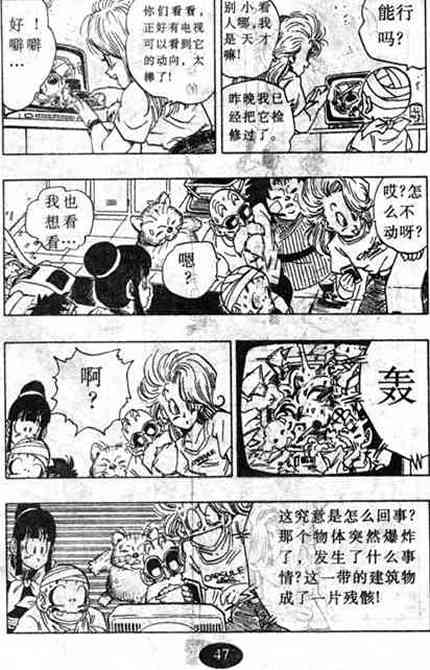 能行
吗?
别小看
人哪。我
是天才
嘛!
昨晚我已
经把它检
修过了。
你们看看,
正好有电视
可以看到它
的动向,太
棒了!
好!
噼噼
…
哎?怎
么不
动呀?
嗯?
我也
想看
看…
轰
啊
?
这究意是怎么回事?
那个物体突然爆炸
了,发生了什么事
情?这一带的建筑物
成了一片残骸!
CAPSULE
47